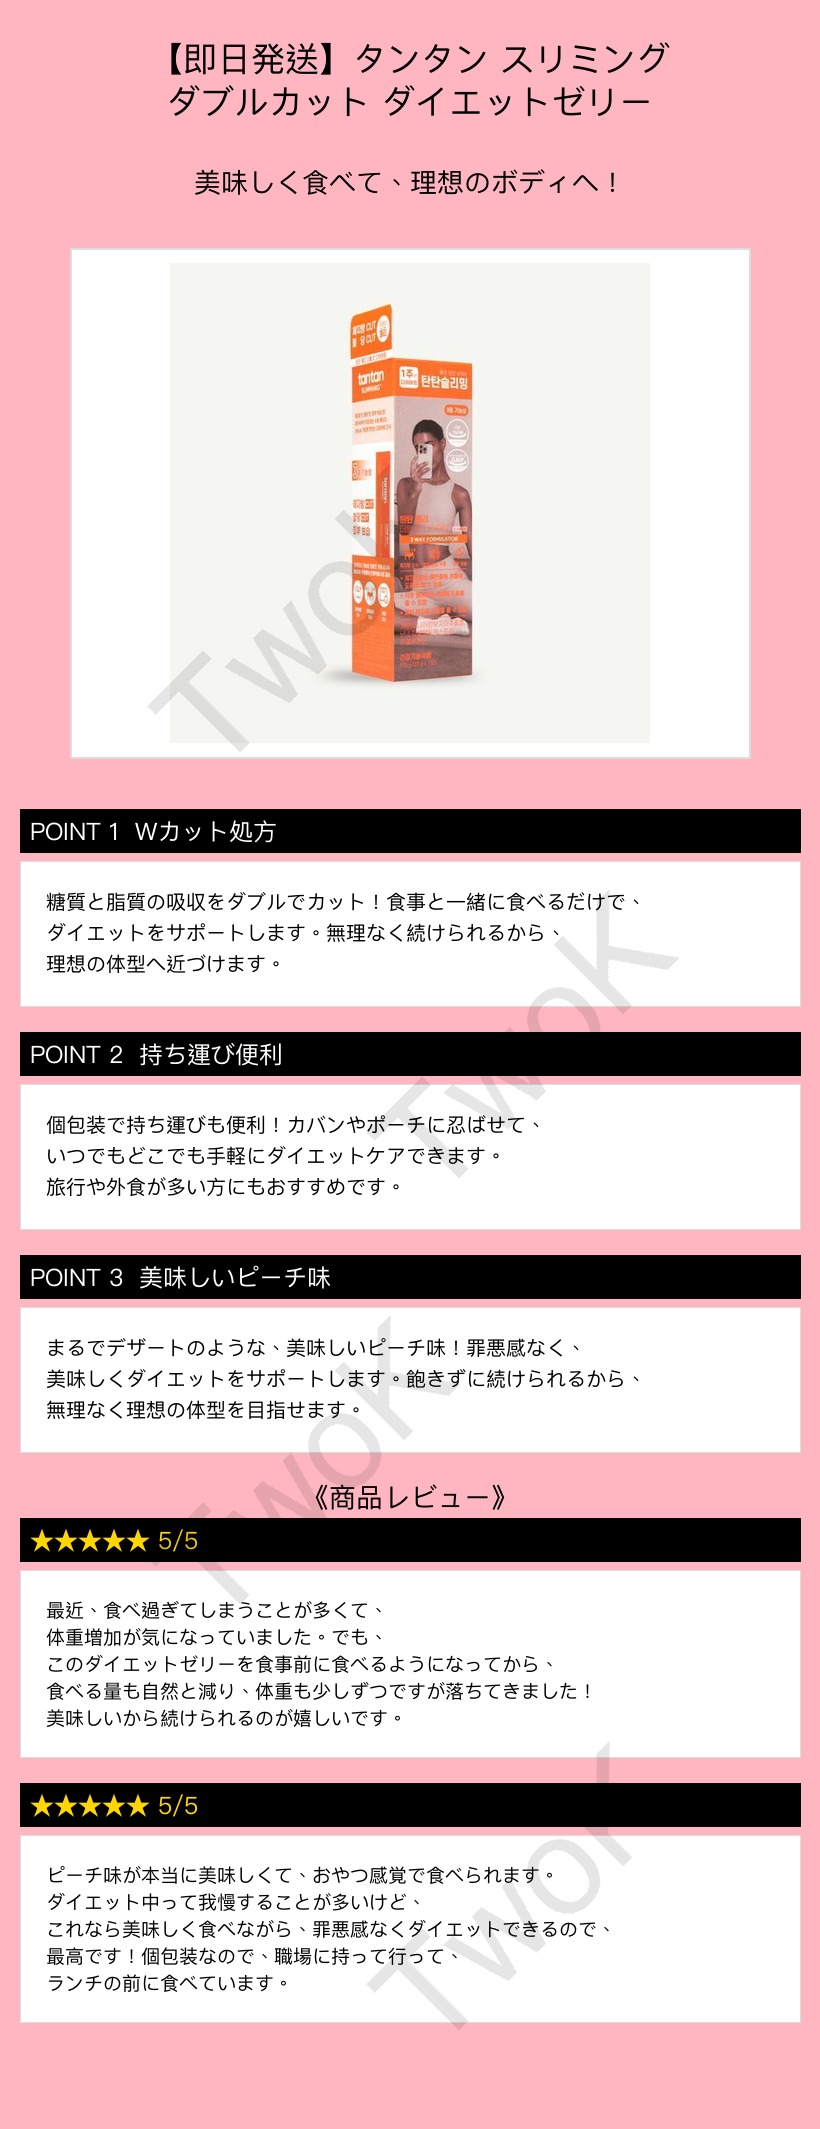 【即日発送】タンタン スリミング
ダブルカット ダイエットゼリー
美味しく食べて、理想のボディへ！
CUT
CUT
tantan
SLIMMING
1주
탄탄슬리밍
3 WAY FORMULATION
건강기능식품
TwoK
POINT 1 Wカット処方
糖質と脂質の吸収をダブルでカット！食事と一緒に食べるだけで、
ダイエットをサポートします。無理なく続けられるから、
理想の体型へ近づけます。
TwoK
POINT 2 持ち運び便利
個包装で持ち運びも便利！カバンやポーチに忍ばせて、
いつでもどこでも手軽にダイエットケアできます。
旅行や外食が多い方にもおすすめです。
POINT 3 美味しいピーチ味
まるでデザートのような、美味しいピーチ味！罪悪感なく、
美味しくダイエットをサポートします。飽きずに続けられるから、
無理なく理想の体型を目指せます。
TwoK
《商品レビュー》
★★★★★ 5/5
最近、食べ過ぎてしまうことが多くて、
体重増加が気になっていました。でも、
このダイエットゼリーを食事前に食べるようになってから、
食べる量も自然と減り、体重も少しずつですが落ちてきました！
美味しいから続けられるのが嬉しいです。
★★★★★ 5/5
ピーチ味が本当に美味しくて、おやつ感覚で食べられます。
ダイエット中って我慢することが多いけど、
これなら美味しく食べながら、罪悪感なくダイエットできるので、
最高です！個包装なので、職場に持って行って、
ランチの前に食べています。
TwoK